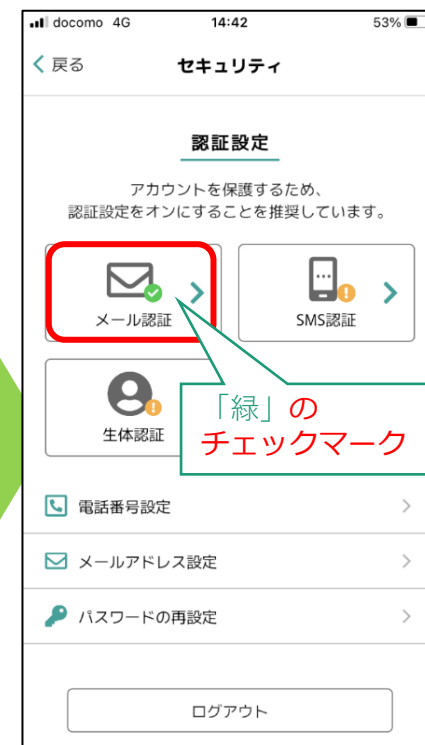 docomo 4G 14:42 53%
戻る セキュリティ
認証設定
アカウントを保護するため、
認証設定をオンにすることを推奨しています。
メール認証 SMS認証
生体認証
「緑」の
チェックマーク
電話番号設定
メールアドレス設定
パスワードの再設定
ログアウト